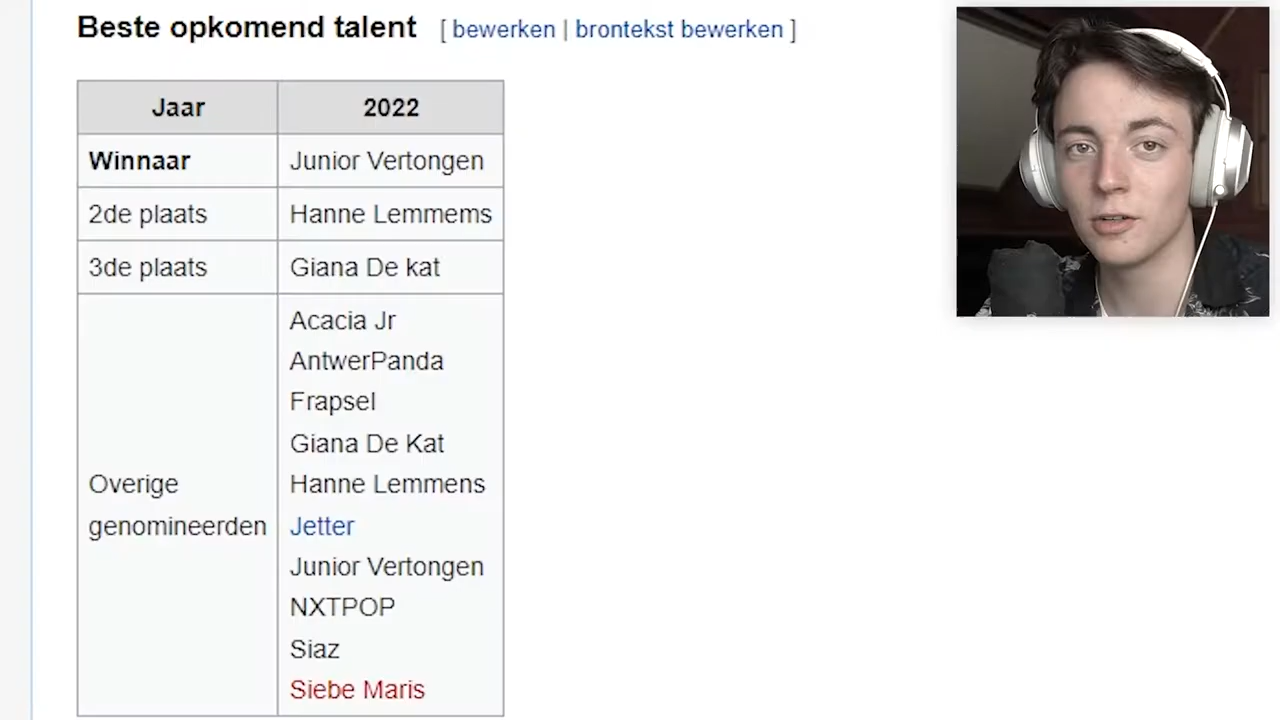 Beste opkomend talent [ bewerken | brontekst bewerken ]
Jaar 2022
Winnaar Junior Vertongen
2de plaats Hanne Lemmems
3de plaats Giana De kat
Overige
genomineerden
Acacia Jr
AntwerPanda
Frapsel
Giana De Kat
Hanne Lemmens
Jetter
Junior Vertongen
NXTPOP
Siaz
Siebe Maris